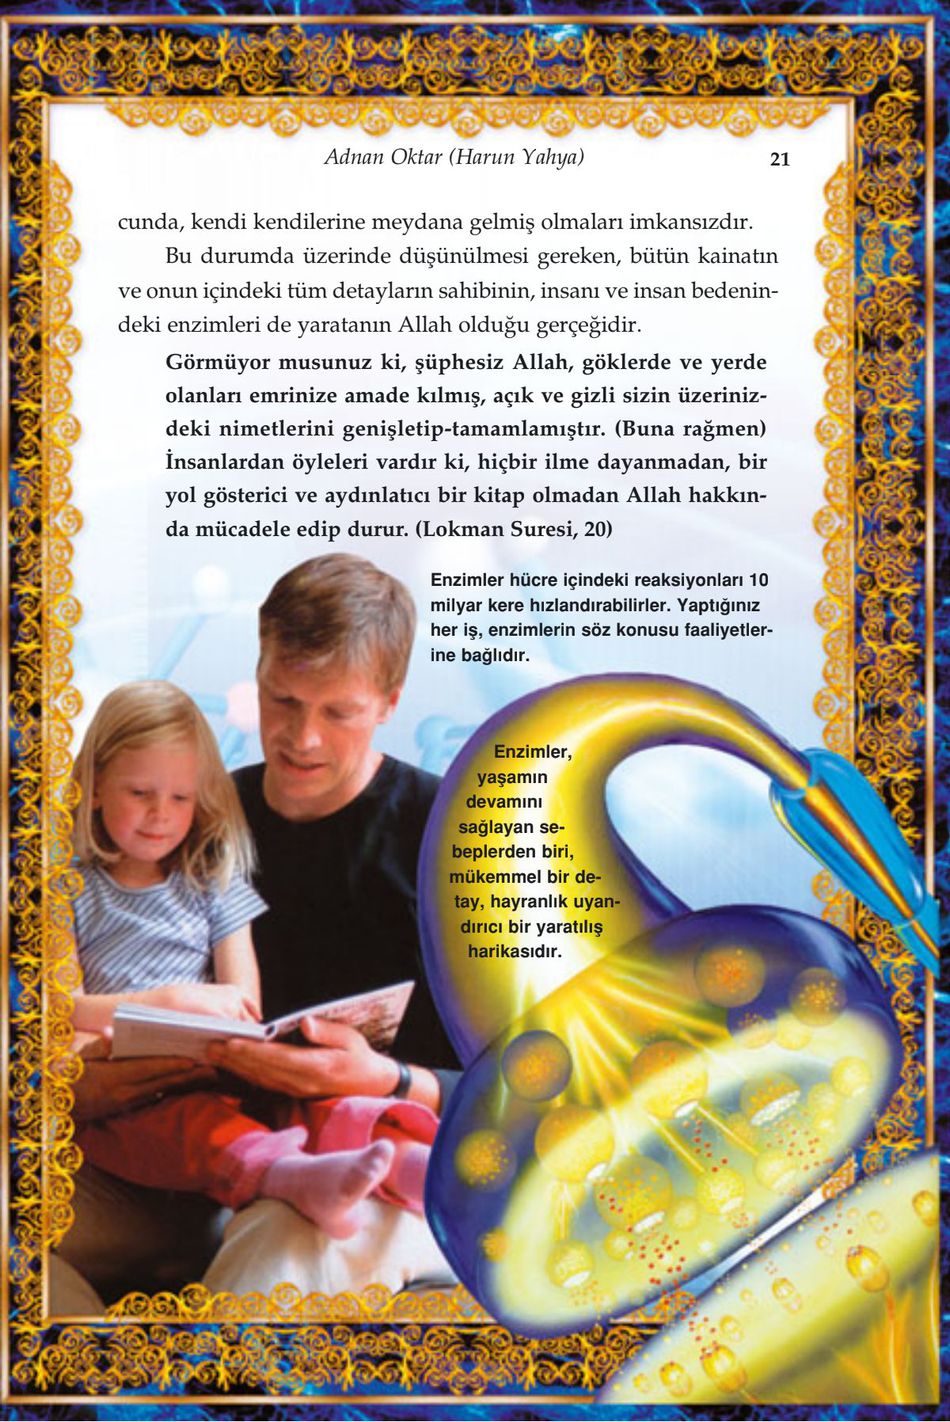 Adnan Oktar (Harun Yahya)
21
cunda, kendi kendilerine meydana gelmiş olmaları imkansızdır.
Bu durumda üzerinde düşünülmesi gereken, bütün kainatın
ve onun içindeki tüm detayların sahibinin, insanı ve insan bedenin-
deki enzimleri de yaratanın Allah olduğu gerçeğidir.
Görmüyor musunuz ki, şüphesiz Allah, göklerde ve yerde
olanları emrinize amade kılmış, açık ve gizli sizin üzeriniz-
deki nimetlerini genişletip-tamamlamıştır. (Buna rağmen)
İnsanlardan öyleleri vardır ki, hiçbir ilme dayanmadan, bir
yol gösterici ve aydınlatıcı bir kitap olmadan Allah hakkın-
da mücadele edip durur. (Lokman Suresi, 20)
Enzimler hücre içindeki reaksiyonları 10
milyar kere hızlandırabilirler. Yaptığınız
her iş, enzimlerin söz konusu faaliyetler-
ine bağlıdır.
Enzimler,
yaşamın
devamını
sağlayan se-
beplerden biri,
mükemmel bir de-
tay, hayranlık uyan-
dırıcı bir yaratılış
harikasıdır.